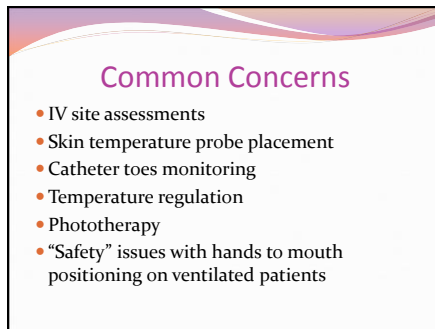 Common Concerns
• IV site assessments
• Skin temperature probe placement
• Catheter toes monitoring
• Temperature regulation
• Phototherapy
• “Safety” issues with hands to mouth
positioning on ventilated patients